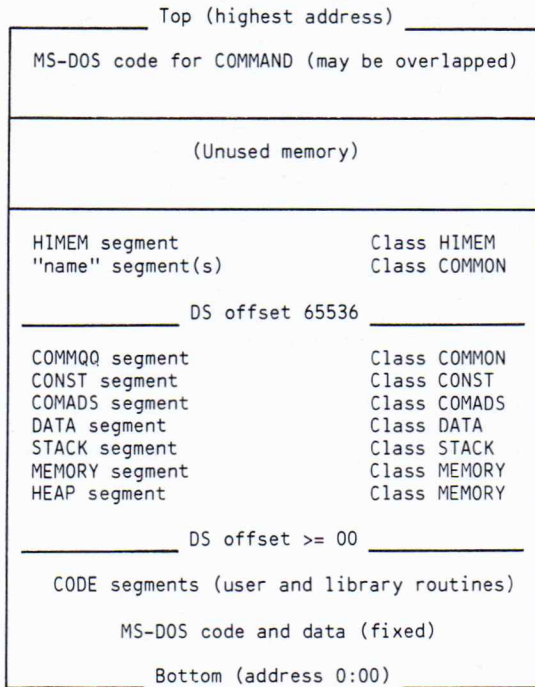 Top (highest address)
MS-DOS code for COMMAND (may be overlapped)
(Unused memory)
HIMEM segment Class HIMEM
"name" segment(s) Class COMMON
DS offset 65536
COMMQQ segment Class COMMON
CONST segment Class CONST
COMADS segment Class COMADS
DATA segment Class DATA
STACK segment Class STACK
MEMORY segment Class MEMORY
HEAP segment Class MEMORY
DS offset >= 00
CODE segments (user and library routines)
MS-DOS code and data (fixed)
Bottom (address 0:00)